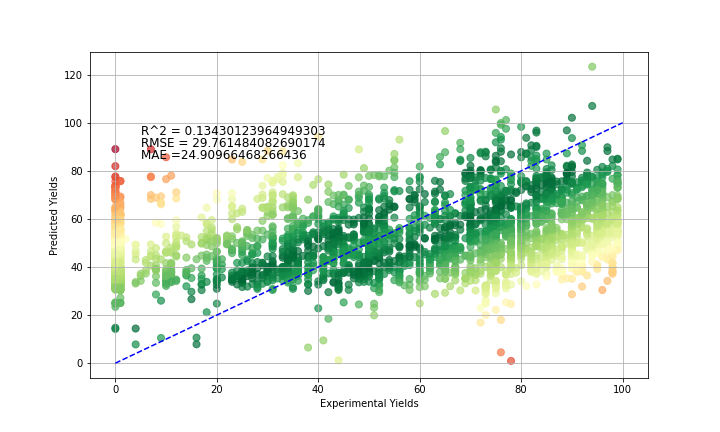 120
100
80
60
40
20
0
Predicted Yields
R^2 = 0.13430123964949303
RMSE = 29.761484082690174
MAE =24.90966468266436
0 20 40 60 80 100
Experimental Yields